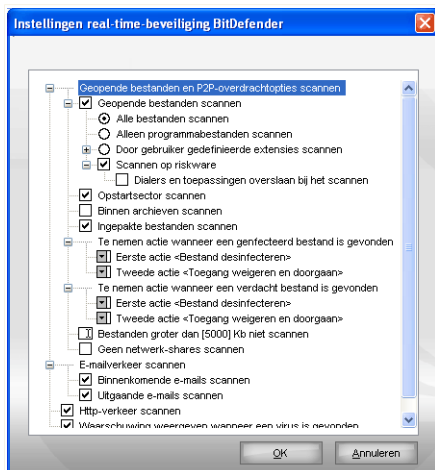 Instellingen real-time-beveiliging BitDefender
Geopende bestanden en P2P-overdrachtopties scannen
Geopende bestanden scannen
Alle bestanden scannen
Alleen programmabestanden scannen
Door gebruiker gedefinieerde extensies scannen
Scannen op riskware
Dialers en toepassingen overslaan bij het scannen
Opstartsector scannen
Binnen archieven scannen
Ingepakte bestanden scannen
Te nemen actie wanneer een genfecteerd bestand is gevonden
Eerste actie <Bestand desinfecteren>
Tweede actie <Toegang weigeren en doorgaan>
Te nemen actie wanneer een verdacht bestand is gevonden
Eerste actie <Bestand desinfecteren>
Tweede actie <Toegang weigeren en doorgaan>
Bestanden groter dan [5000] Kb niet scannen
Geen netwerk-shares scannen
E-mailverkeer scannen
Binnenkomende e-mails scannen
Uitgaande e-mails scannen
Http-verkeer scannen
Waarschuwing weergeven wanneer een virus is gevonden
OK
Annuleren